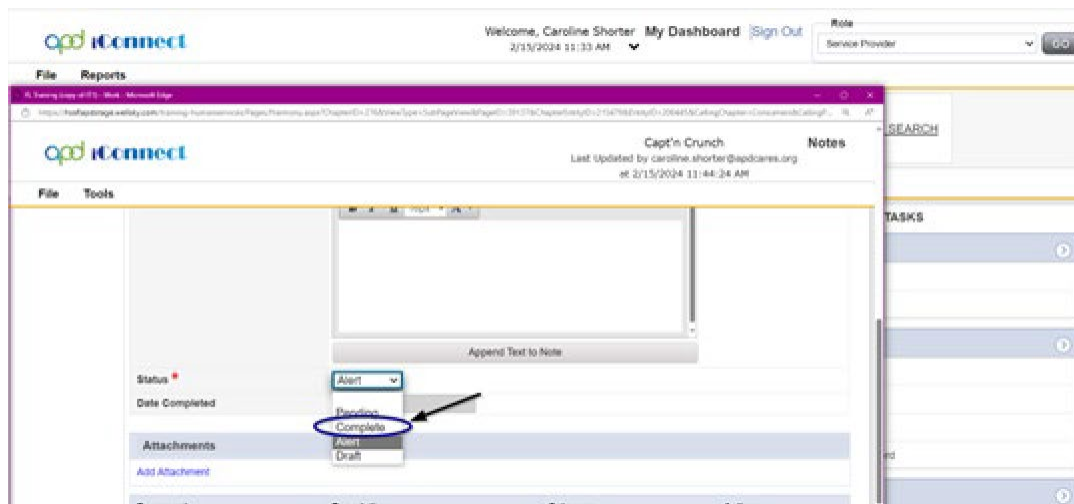 apd iConnect
Welcome, Caroline Shorter My Dashboard Sign Out
2/15/2024 11:33 AM
Role
Service Provider
GO
File Reports
SEARCH
apd iConnect
Capt'n Crunch
Notes
Last Updated by caroline.shorter@apdcares.org
at 2/15/2024 11:44:24 AM
File Tools
TASKS
Append Text to Note
Status *
Alert
Date Completed
Pending
Complete
Alert
Draft
Attachments
Add Attachment